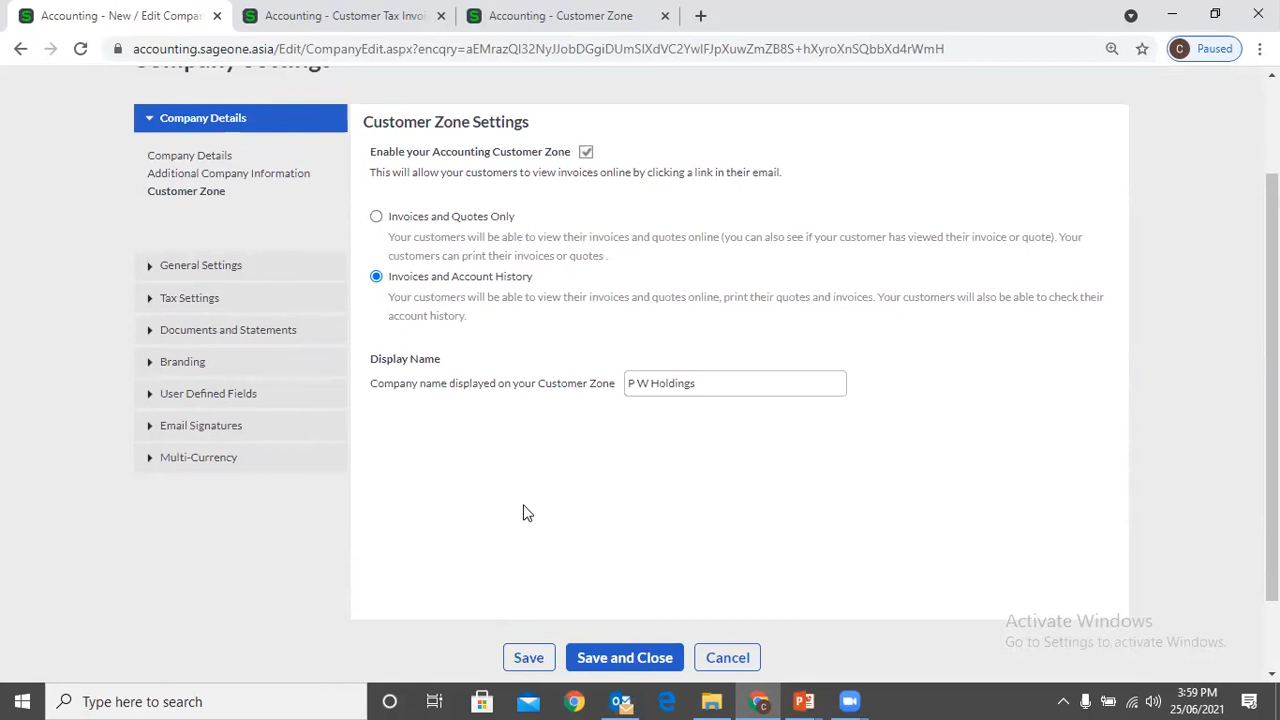 Accounting - New / Edit Compan
Accounting - Customer Tax Invo
Accounting - Customer Zone
accounting.sageone.asia/Edit/CompanyEdit.aspx?encqry=aEMrazQI32NyJJobDGgiDUmSIXdVC2YwIFJpXuwZmZB8S+hXyroXnSQbbXd4rWmH
C Paused
Company Settings
Company Details
Company Details
Additional Company Information
Customer Zone
General Settings
Tax Settings
Documents and Statements
Branding
User Defined Fields
Email Signatures
Multi-Currency
Customer Zone Settings
Enable your Accounting Customer Zone
This will allow your customers to view invoices online by clicking a link in their email.
Invoices and Quotes Only
Your customers will be able to view their invoices and quotes online (you can also see if your customer has viewed their invoice or quote). Your
customers can print their invoices or quotes .
Invoices and Account History
Your customers will be able to view their invoices and quotes online, print their quotes and invoices. Your customers will also be able to check their
account history.
Display Name
Company name displayed on your Customer Zone
P W Holdings
Save
Save and Close
Cancel
Activate Windows
Go to Settings to activate Windows.
Type here to search
3:59 PM
25/06/2021